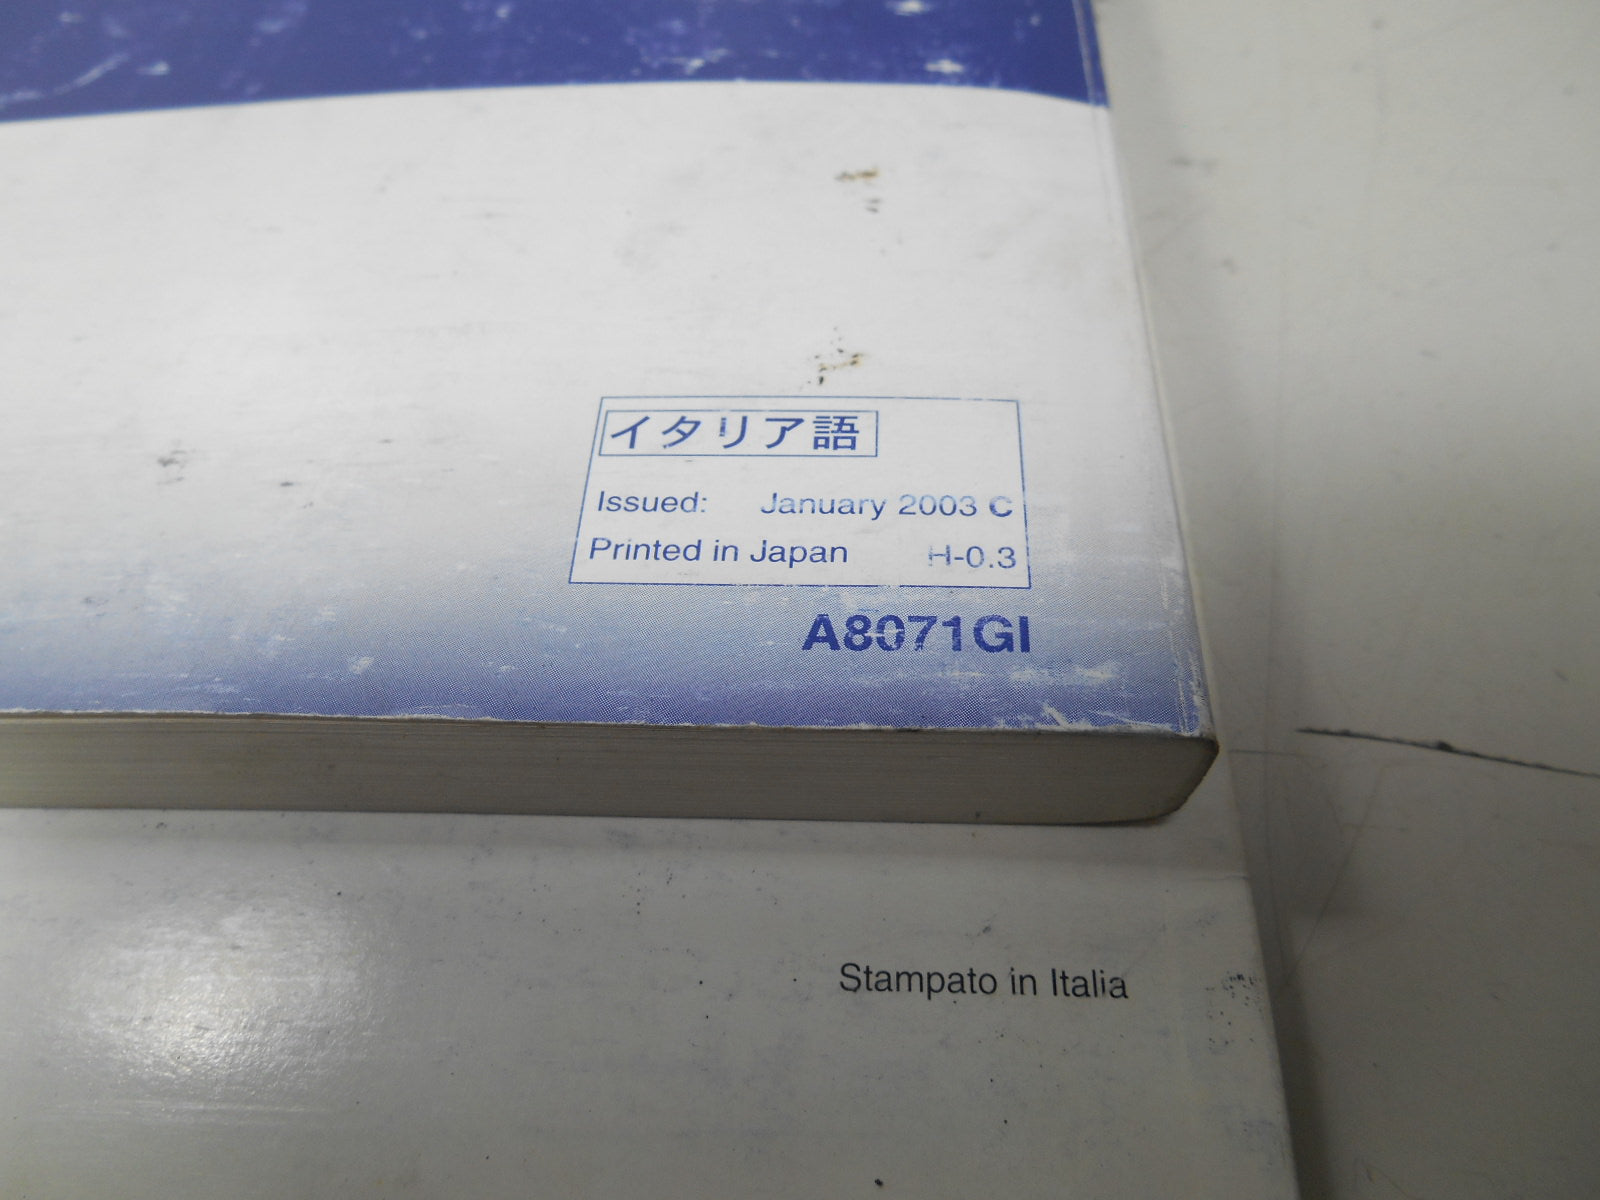 イタリア語
Issued: January 2003 C
Printed in Japan H-0.3
A8071GI
Stampato in Italia